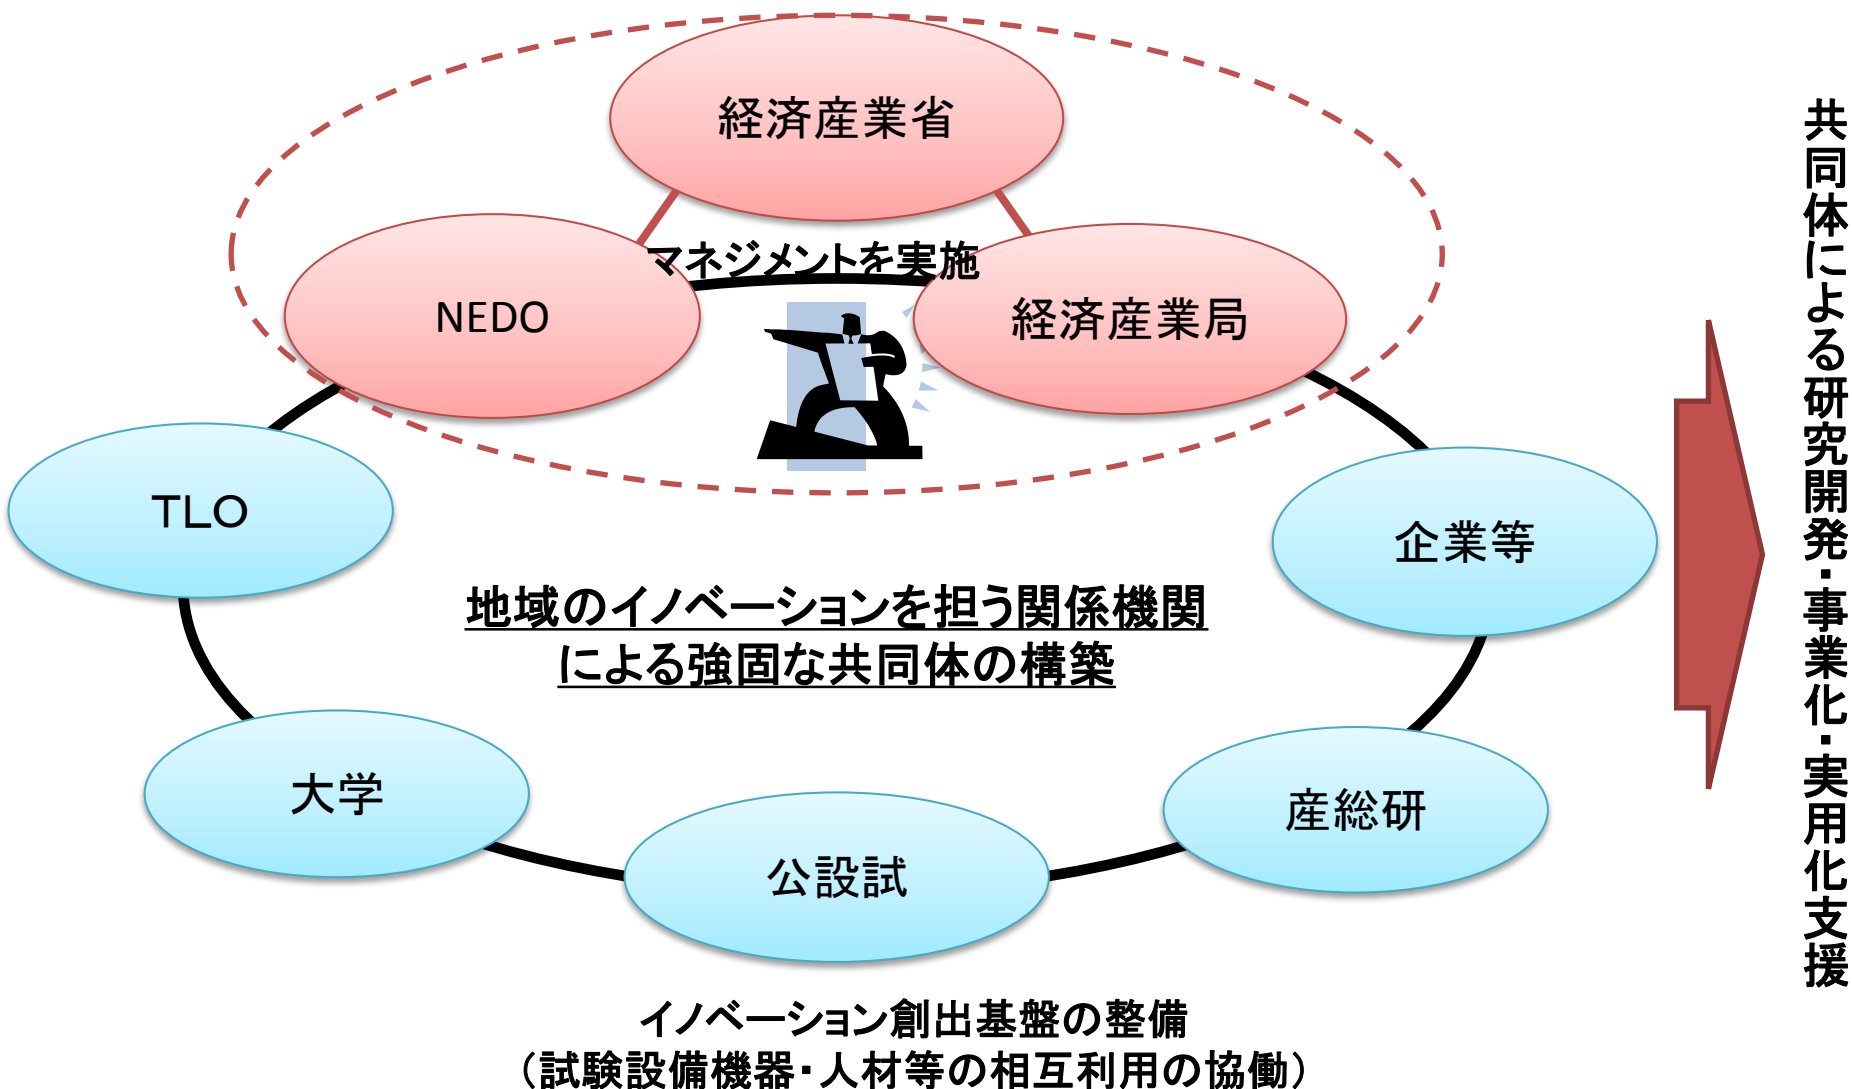 経済産業省
マネジメントを実施
NEDO
経済産業局
TLO
企業等
地域のイノベーションを担う関係機関
による強固な共同体の構築
大学
産総研
公設試
イノベーション創出基盤の整備
（試験設備機器・人材等の相互利用の協働）
共同体による研究開発・事業化・実用化支援